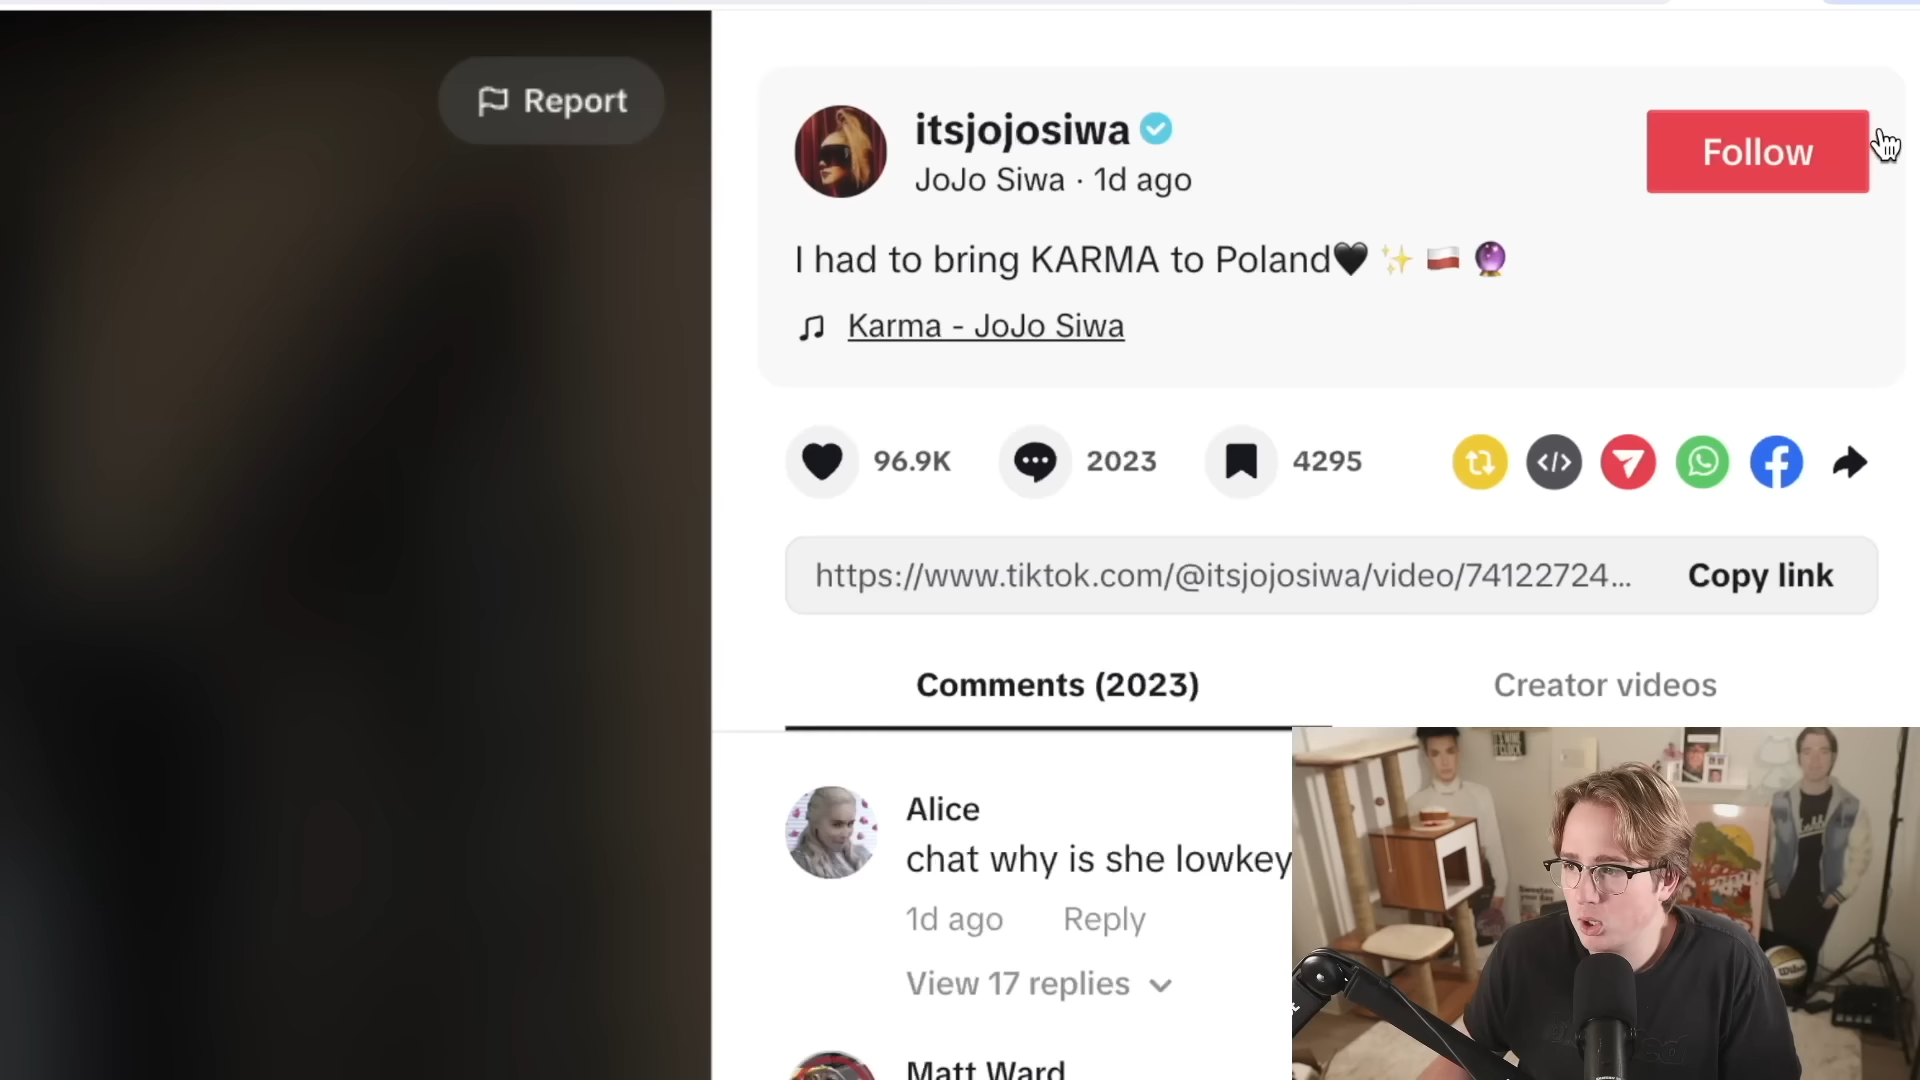 Report
itsjojosiwa
JoJo Siwa · 1d ago
Follow
I had to bring KARMA to Poland🖤 ✨ 🇵🇱 🔮
Karma - JoJo Siwa
96.9K
2023
4295
https://www.tiktok.com/@itsjojosiwa/video/74122724...
Copy link
Comments (2023)
Creator videos
Alice
chat why is she lowkey
1d ago
Reply
View 17 replies
Matt Ward